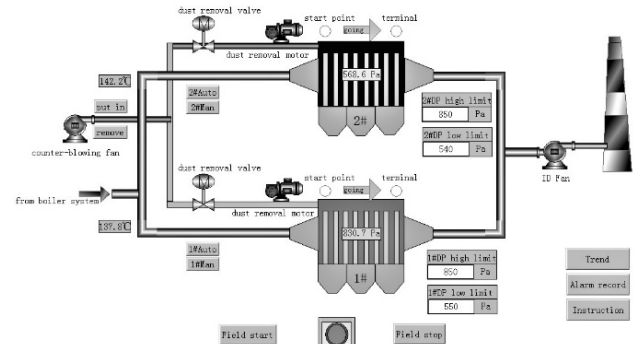 dust removal valve
start point
terminal
going
dust removal motor
142.2℃
568.6 Pa
put in
remove
2#Auto
2#Man
2#DP high limit
850 Pa
2#
2#DP low limit
540 Pa
counter-blowing fan
ID Fan
dust removal valve
start point
terminal
going
from boiler system
dust removal motor
137.8℃
830.7 Pa
1#Auto
1#Man
1#DP high limit
850 Pa
1#
1#DP low limit
550 Pa
Trend
Alarm record
Instruction
Field start
Field stop